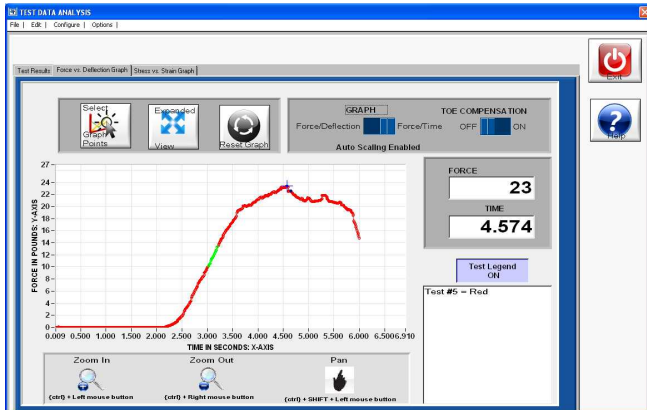 TEST DATA ANALYSIS
File | Edit | Configure | Options |
Exit
Help
Test Results | Force vs. Deflection Graph | Stress vs. Strain Graph
Select Graph Points
Expanded View
Reset Graph
GRAPH
Force/Deflection Force/Time
TOE COMPENSATION
OFF ON
Auto Scaling Enabled
FORCE IN POUNDS: Y-AXIS
27
24
22
20
18
16
14
12
10
8
6
4
2
0
0.009 0.500 1.000 1.500 2.000 2.500 3.000 3.500 4.000 4.500 5.000 5.500 6.000 6.500 6.910
TIME IN SECONDS: X-AXIS
FORCE
23
TIME
4.574
Test Legend
ON
Test #5 = Red
Zoom In
(ctrl) + Left mouse button
Zoom Out
(ctrl) + Right mouse button
Pan
(ctrl) + SHIFT + Left mouse button